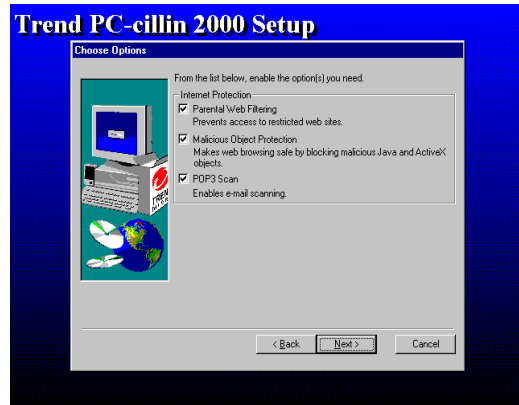 Trend PC-cillin 2000 Setup
Choose Options
From the list below, enable the option(s) you need.
Internet Protection
Parental Web Filtering
Prevents access to restricted web sites.
Malicious Object Protection
Makes web browsing safe by blocking malicious Java and ActiveX
objects.
POP3 Scan
Enables e-mail scanning.
TREND
MICRO
< Back
Next >
Cancel